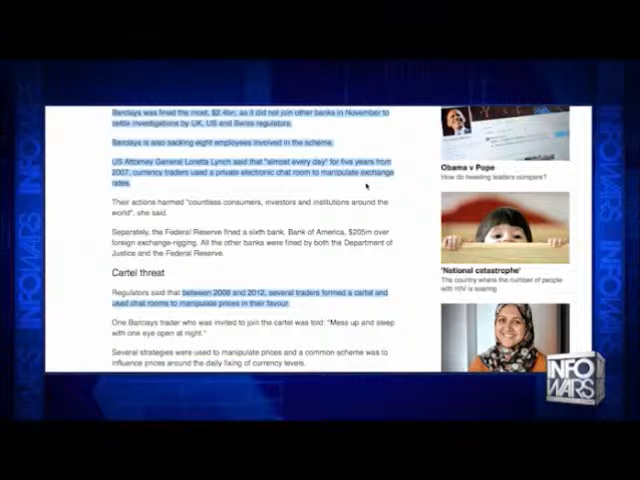 Barclays was fined the most, $2.4bn, as it did not join other banks in November to
settle investigations by UK, US and Swiss regulators.
Barclays is also sacking eight employees involved in the scheme.
US Attorney General Loretta Lynch said that "almost every day" for five years from
2007, currency traders used a private electronic chat room to manipulate exchange
rates.
Their actions harmed "countless consumers, investors and institutions around the
world", she said.
Separately, the Federal Reserve fined a sixth bank, Bank of America, $205m over
foreign exchange-rigging. All the other banks were fined by both the Department of
Justice and the Federal Reserve.
Cartel threat
Regulators said that between 2008 and 2012, several traders formed a cartel and
used chat rooms to manipulate prices in their favour.
One Barclays trader who was invited to join the cartel was told: "Mess up and sleep
with one eye open at night."
Several strategies were used to manipulate prices and a common scheme was to
influence prices around the daily fixing of currency levels.
Obama v Pope
How do tweeting leaders compare?
'National catastrophe'
The country where the number of people
with HIV is soaring
INFO
WARS
INFOWARS
INFOWARS